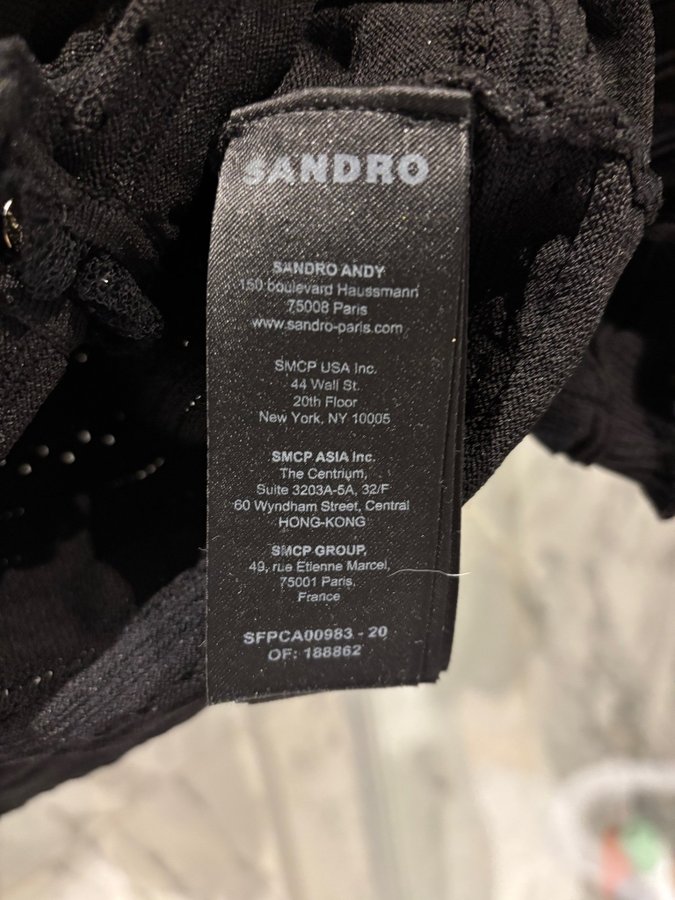 SANDRO
SANDRO ANDY
150 boulevard Haussmann
75008 Paris
www.sandro-paris.com
SMCP USA Inc.
44 Wall St.
20th Floor
New York, NY 10005
SMCP ASIA Inc.
The Centrium,
Suite 3203A-5A, 32/F
60 Wyndham Street, Central
HONG-KONG
SMCP GROUP,
49, rue Etienne Marcel,
75001 Paris,
France
SFPCA00983 - 20
OF: 188862